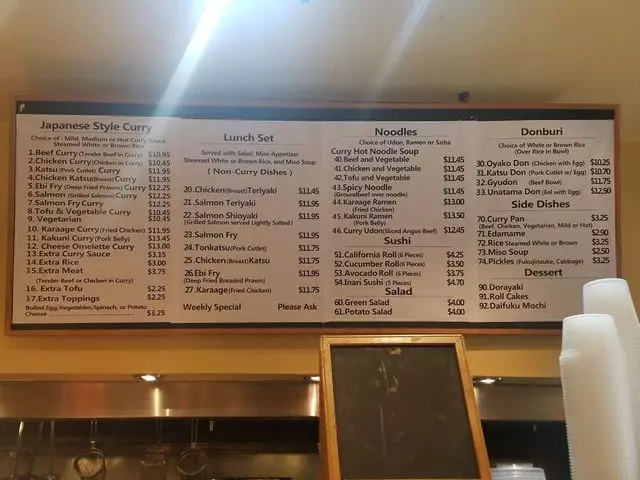 Japanese Style Curry
Choice of : Mild, Medium or Hot Curry Sauce
Steamed White or Brown Rice
1.Beef Curry (Tender Beef in Curry) $10.95
2.Chicken Curry(Chicken in Curry) $10.45
3.Katsu (Pork Cutlet) Curry $11.95
4.Chicken Katsu(Breast)Curry $11.95
5.Ebi Fry (Deep Fried Prawns) Curry $12.25
6.Salmon (Grilled Salmon) Curry $12.25
7.Salmon Fry Curry $12.25
8.Tofu & Vegetable Curry $10.45
9. Vegetarian $10.45
10. Karaage Curry (Fried Chicken) $11.95
11. Kakuni Curry (Pork Belly) $13.45
12. Cheese Omelette Curry $13.00
13.Extra Curry Sauce $3.15
14.Extra Rice $3.00
15.Extra Meat $3.75
(Tender Beef or Chicken in Curry)
16. Extra Tofu $2.25
17.Extra Toppings $2.25
Boiled Egg,Vegetables,Spinach, or Potato
Cheese $3.25
Lunch Set
Served with Salad, Mini-Appetizer
Steamed White or Brown Rice, and Miso Soup
( Non-Curry Dishes )
20.Chicken(Breast)Teriyaki $11.45
21.Salmon Teriyaki $11.95
22.Salmon Shioyaki $11.95
(Grilled Salmon served Lightly Salted)
23.Salmon Fry $11.95
24.Tonkatsu(Pork Cutlet) $11.75
25.Chicken(Breast)Katsu $11.75
26.Ebi Fry $11.95
(Deep Fried Breaded Prawn)
27.Karaage(Fried Chicken) $11.75
Weekly Special Please Ask
Noodles
Choice of Udon, Ramen or Soba
Curry Hot Noodle Soup
40.Beef and Vegetable $11.45
41.Chicken and Vegetable $11.45
42.Tofu and Vegetable $11.45
43.Spicy Noodle $11.45
(Groundbeef over noodle)
44.Karaage Ramen $13.00
(Fried Chicken)
45.Kakuni Ramen $13.50
(Pork Belly)
46.Curry Udon(Sliced Angus Beef) $12.45
Sushi
51.California Roll (6 Pieces) $4.25
52.Cucumber Roll (6 Pieces) $3.50
53.Avocado Roll (6 Pieces) $3.75
54.Inari Sushi (5 Pieces) $4.70
Salad
60.Green Salad $4.00
61.Potato Salad $4.00
Donburi
Choice of White or Brown Rice
(Over Rice in Bowl)
30.Oyako Don (Chicken with Egg) $10.25
31.Katsu Don (Pork Cutlet w/ Egg) $10.70
32.Gyudon (Beef Bowl) $11.75
33.Unatama Don (Eel with Egg) $12.50
Side Dishes
70.Curry Pan $3.25
(Beef, Chicken, Vegetarian, Mild or Hot)
71.Edamame $2.90
72.Rice Steamed White or Brown $3.25
73.Miso Soup $2.50
74.Pickles (Fukujinzuke, Cabbage) $3.25
Dessert
90.Dorayaki
91.Roll Cakes
92.Daifuku Mochi